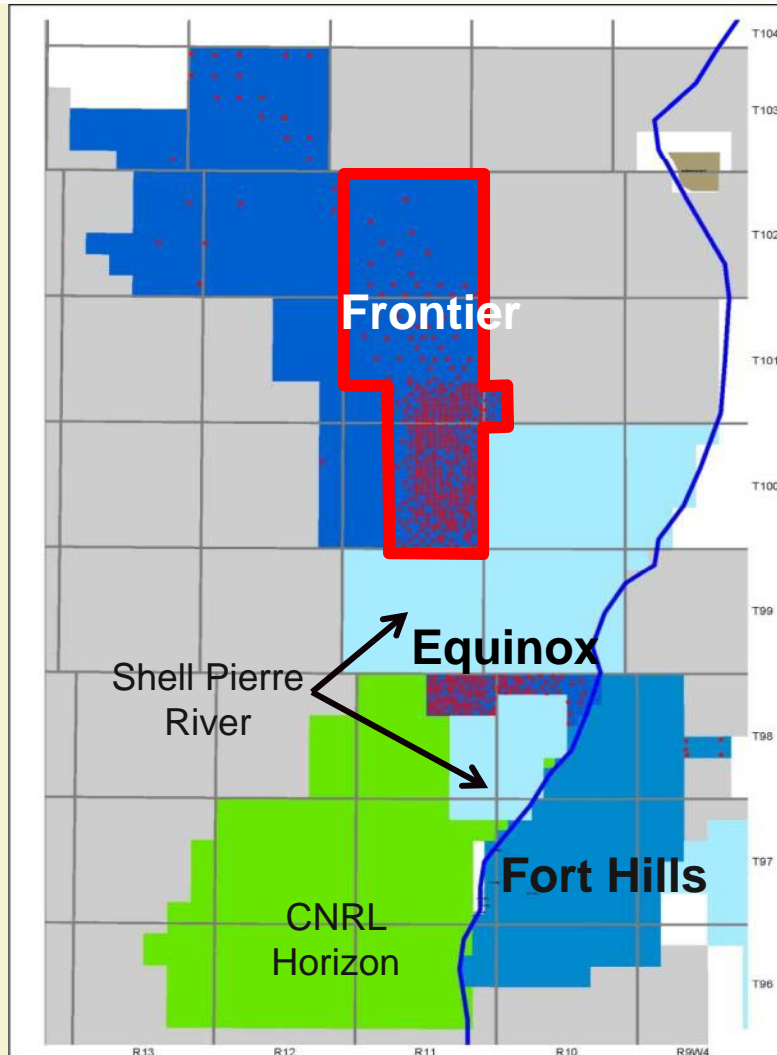 T104
T103
T102
Frontier
T101
T100
T99
Equinox
Shell Pierre
River
T98
Fort Hills
T97
CNRL
Horizon
T96
R13
R12
R11
R10
R9W4